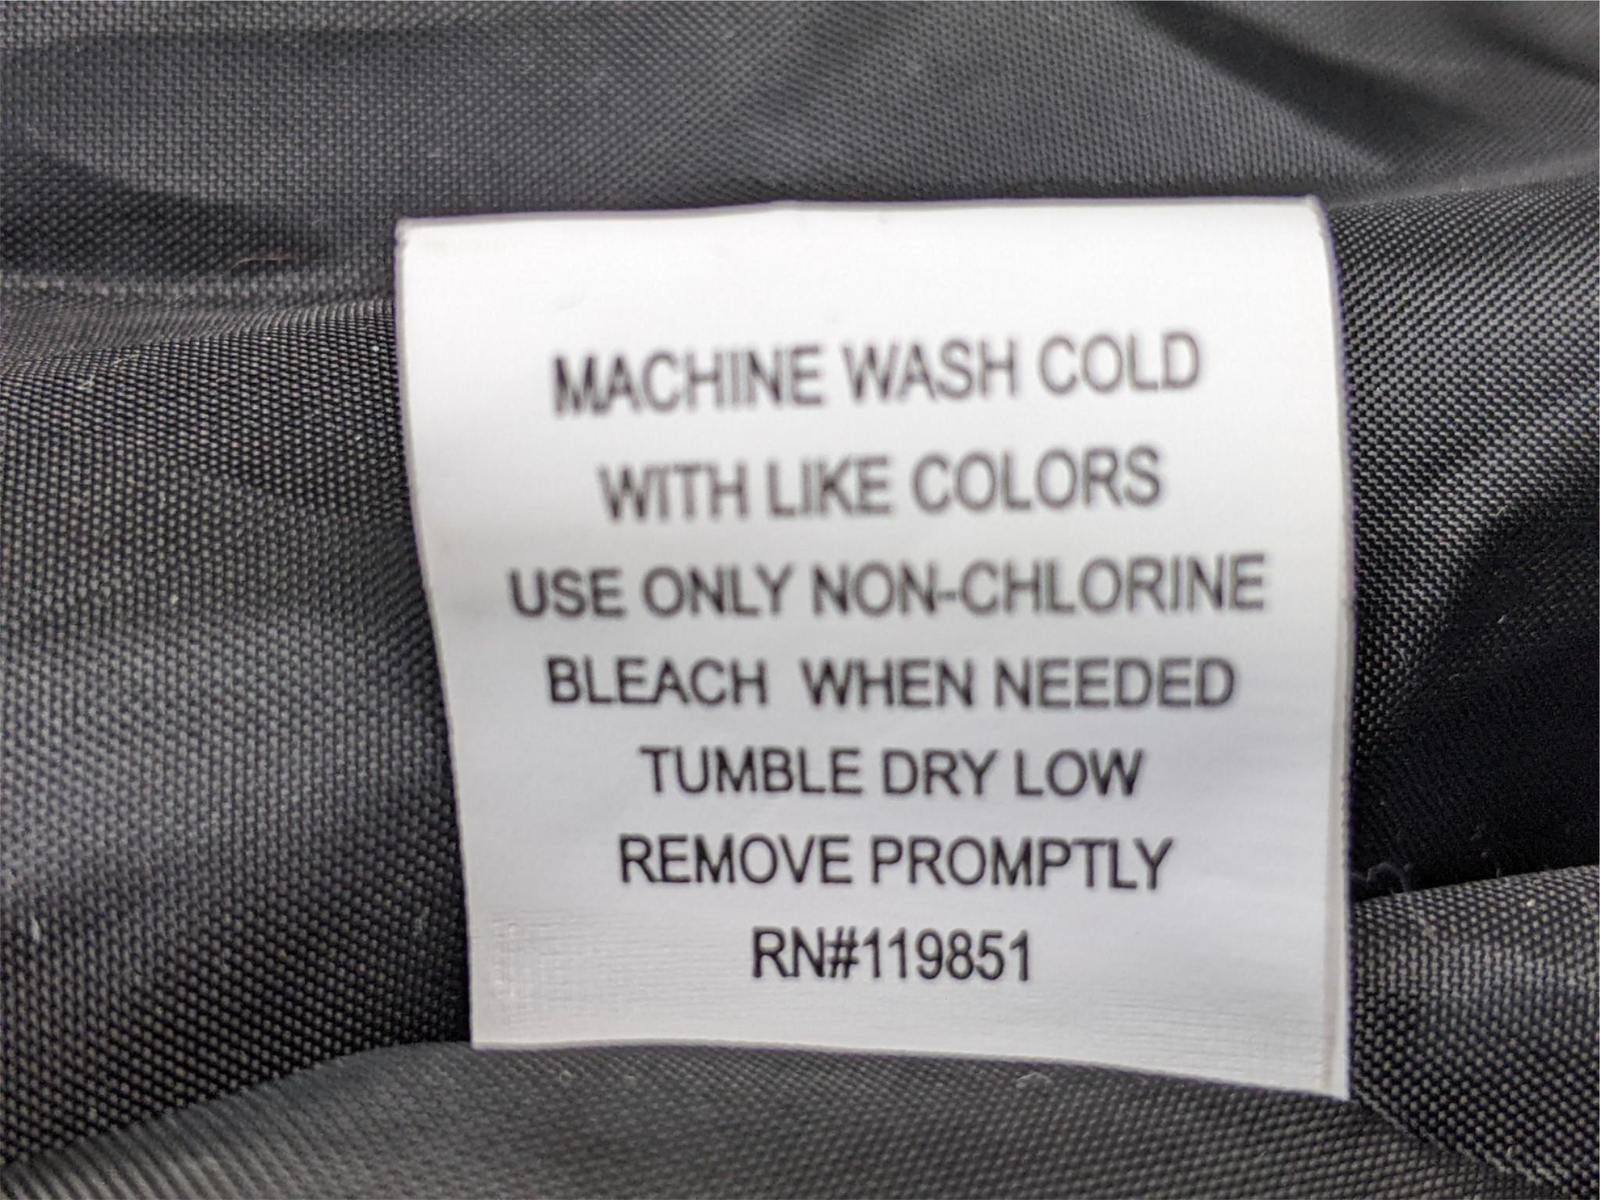 MACHINE WASH COLD
WITH LIKE COLORS
USE ONLY NON-CHLORINE
BLEACH WHEN NEEDED
TUMBLE DRY LOW
REMOVE PROMPTLY
RN#119851